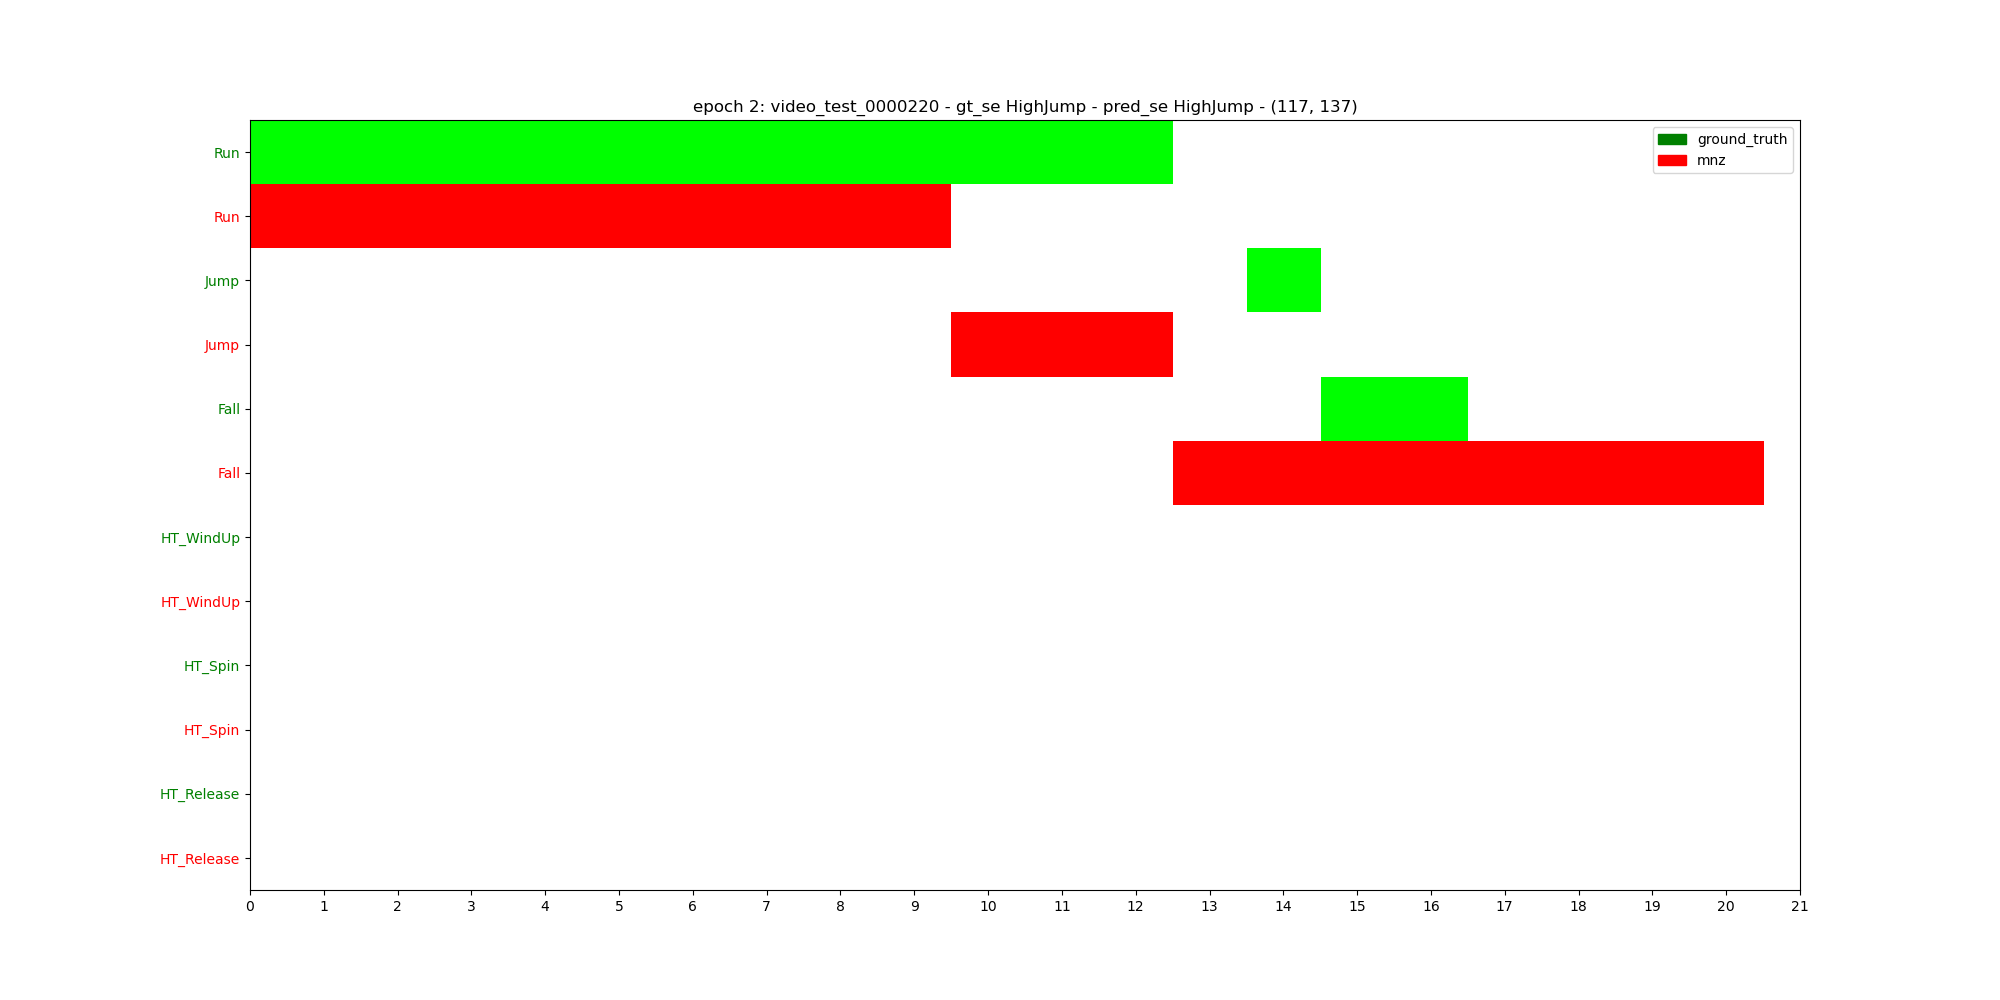 epoch 2: video_test_0000220 - gt_se HighJump - pred_se HighJump - (117, 137)
ground_truth
mnz
Run
Run
Jump
Jump
Fall
Fall
HT_WindUp
HT_WindUp
HT_Spin
HT_Spin
HT_Release
HT_Release
0 1 2 3 4 5 6 7 8 9 10 11 12 13 14 15 16 17 18 19 20 21